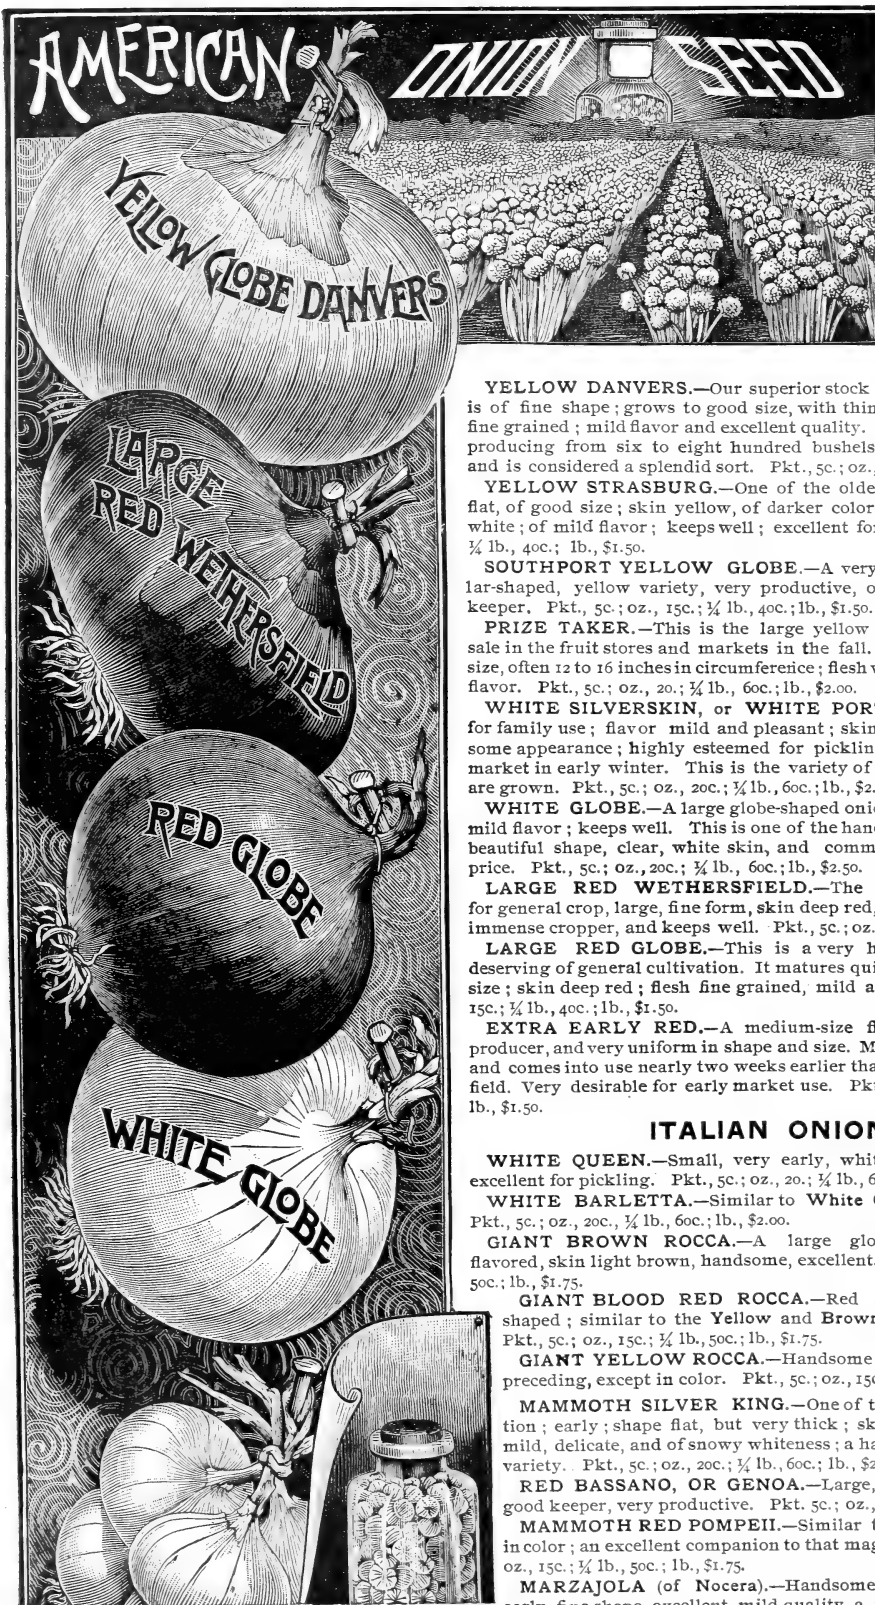 AMERICAN ONION SEED
YELLOW GLOBE DANVERS
LARGE
RED WETHERSFIELD
RED GLOBE
WHITE GLOBE
YELLOW DANVERS.—Our superior stock
is of fine shape; grows to good size, with thin
fine grained; mild flavor and excellent quality.
producing from six to eight hundred bushels
and is considered a splendid sort. Pkt., 5c.; oz.,
YELLOW STRASBURG.—One of the olde
flat, of good size; skin yellow, of darker color
white; of mild flavor; keeps well; excellent fo
¼ lb., 40c.; lb., $1.50.
SOUTHPORT YELLOW GLOBE.—A very
lar-shaped, yellow variety, very productive, o
keeper. Pkt., 5c.; oz., 15c.; ¼ lb., 40c.; lb., $1.50.
PRIZE TAKER.—This is the large yellow
sale in the fruit stores and markets in the fall.
size, often 12 to 16 inches in circumference; flesh w
flavor. Pkt., 5c.; oz., 20.; ¼ lb., 60c.; lb., $2.00.
WHITE SILVERSKIN, or WHITE POR
for family use; flavor mild and pleasant; skin
some appearance; highly esteemed for picklin
market in early winter. This is the variety of
are grown. Pkt., 5c.; oz., 20c.; ¼ lb., 60c.; lb., $2.
WHITE GLOBE.—A large globe-shaped oni
mild flavor; keeps well. This is one of the han
beautiful shape, clear, white skin, and comm
price. Pkt., 5c.; oz., 20c.; ¼ lb., 60c.; lb., $2.50.
LARGE RED WETHERSFIELD.—The
for general crop, large, fine form, skin deep red,
immense cropper, and keeps well. Pkt., 5c.; oz.
LARGE RED GLOBE.—This is a very h
deserving of general cultivation. It matures qui
size; skin deep red; flesh fine grained, mild a
15c.; ¼ lb., 40c.; lb., $1.50.
EXTRA EARLY RED.—A medium-size fl
producer, and very uniform in shape and size. M
and comes into use nearly two weeks earlier tha
field. Very desirable for early market use. Pk
lb., $1.50.
ITALIAN ONION
WHITE QUEEN.—Small, very early, whit
excellent for pickling. Pkt., 5c.; oz., 20.; ¼ lb., 6
WHITE BARLETTA.—Similar to White
Pkt., 5c.; oz., 20c., ¼ lb., 60c.; lb., $2.00.
GIANT BROWN ROCCA.—A large glo
flavored, skin light brown, handsome, excellent.
50c.; lb., $1.75.
GIANT BLOOD RED ROCCA.—Red
shaped; similar to the Yellow and Brown
Pkt., 5c.; oz., 15c.; ¼ lb., 50c.; lb., $1.75.
GIANT YELLOW ROCCA.—Handsome
preceding, except in color. Pkt., 5c.; oz., 15c
MAMMOTH SILVER KING.—One of t
tion; early; shape flat, but very thick; sk
mild, delicate, and of snowy whiteness; a ha
variety. Pkt., 5c.; oz., 20c.; ¼ lb., 60c.; lb., $2
RED BASSANO, OR GENOA.—Large,
good keeper, very productive. Pkt. 5c.; oz.,
MAMMOTH RED POMPEII.—Similar t
in color; an excellent companion to that mag
oz., 15c.; ¼ lb., 50c.; lb., $1.75.
MARZAJOLA (of Nocera).—Handsome
early, fine shape, excellent, mild quality, a